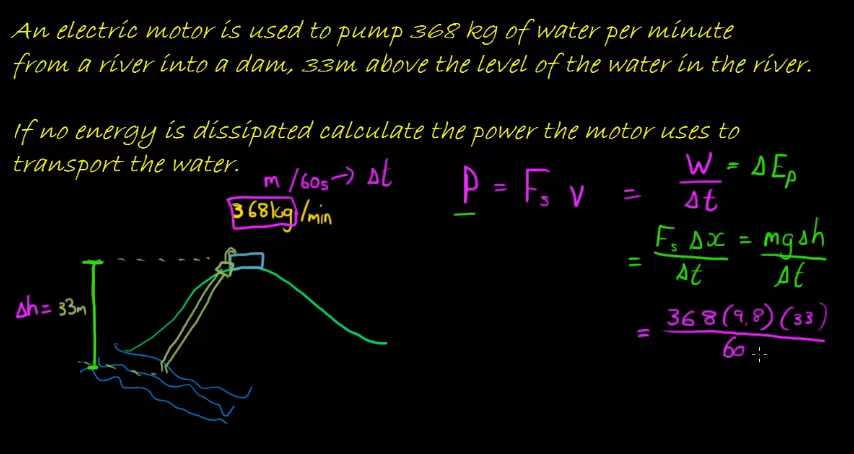 An electric motor is used to pump 368 kg of water per minute
from a river into a dam, 33m above the level of the water in the river.
If no energy is dissipated calculate the power the motor uses to
transport the water.
m /60s → Δt
368kg/min
Δh = 33m
P = Fs v = W/Δt = ΔEp
= Fs Δx/Δt = mgΔh/Δt
= 368(9,8)(33)/60